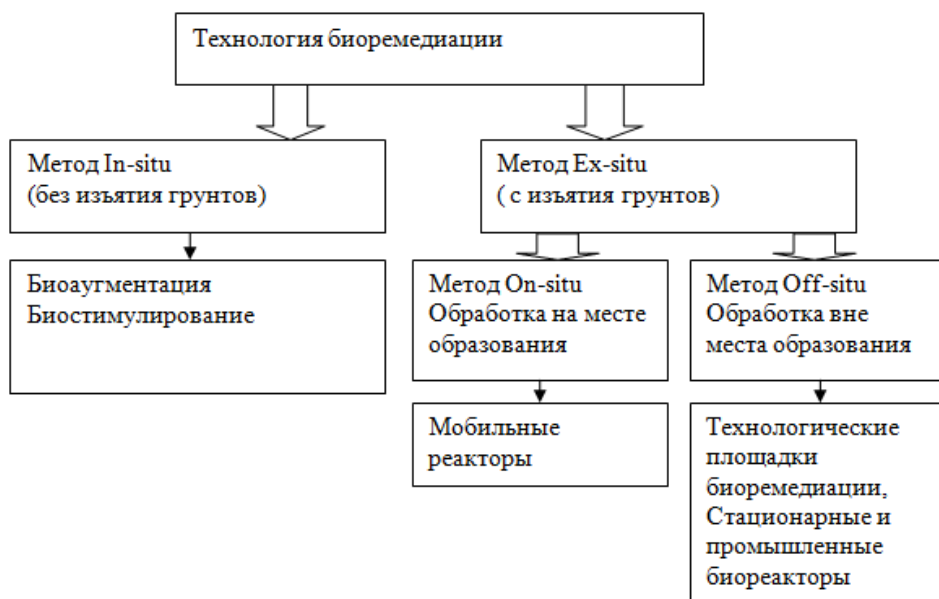 Технология биоремедиации
Метод In-situ
(без изъятия грунтов)
Метод Ex-situ
( с изъятия грунтов)
Биоаугментация
Биостимулирование
Метод On-situ
Обработка на месте
образования
Метод Off-situ
Обработка вне
места образования
Мобильные
реакторы
Технологические
площадки
биоремедиации,
Стационарные и
промышленные
биореакторы